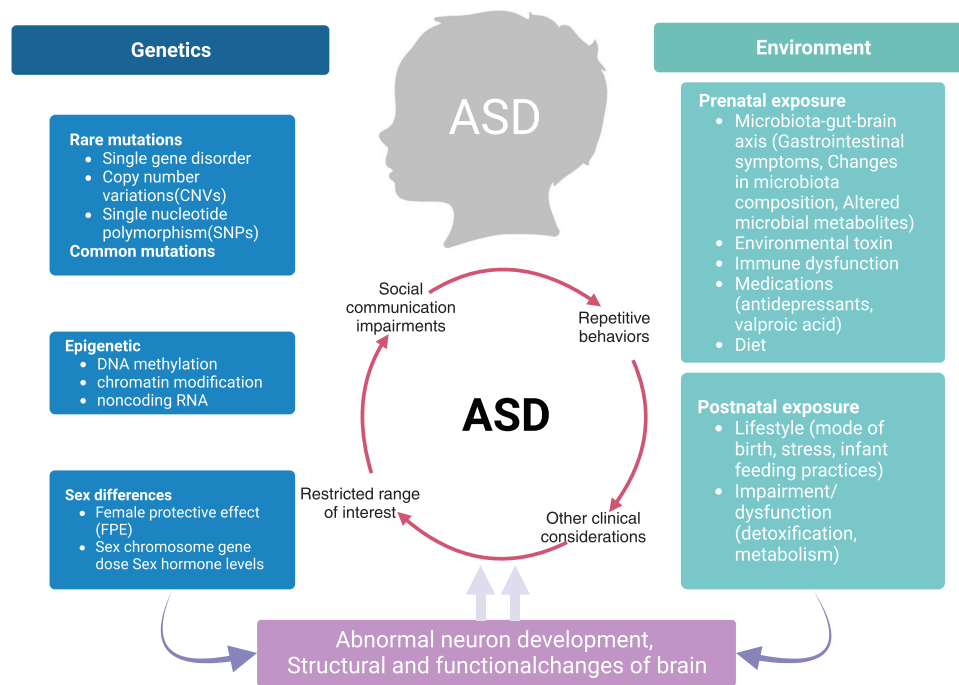 Genetics
Rare mutations
• Single gene disorder
• Copy number
variations(CNVs)
• Single nucleotide
polymorphism(SNPs)
Common mutations
Epigenetic
• DNA methylation
• chromatin modification
• noncoding RNA
Sex differences
• Female protective effect
(FPE)
• Sex chromosome gene
dose Sex hormone levels
ASD
Social
communication
impairments
Repetitive
behaviors
ASD
Restricted range
of interest
Other clinical
considerations
Environment
Prenatal exposure
• Microbiota-gut-brain
axis (Gastrointestinal
symptoms, Changes
in microbiota
composition, Altered
microbial metabolites)
• Environmental toxin
• Immune dysfunction
• Medications
(antidepressants,
valproic acid)
• Diet
Postnatal exposure
• Lifestyle (mode of
birth, stress, infant
feeding practices)
• Impairment/
dysfunction
(detoxification,
metabolism)
Abnormal neuron development,
Structural and functionalchanges of brain